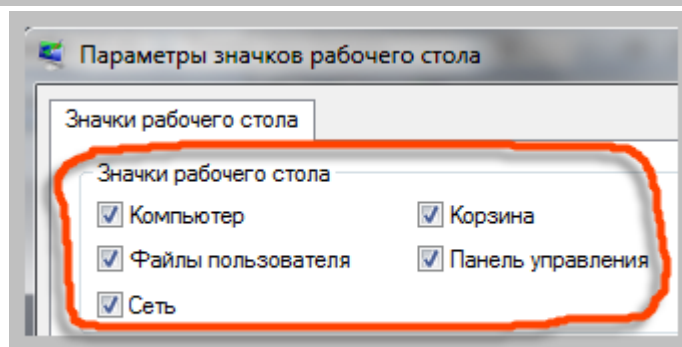 Параметры значков рабочего стола
Значки рабочего стола
Значки рабочего стола
Компьютер
Корзина
Файлы пользователя
Панель управления
Сеть